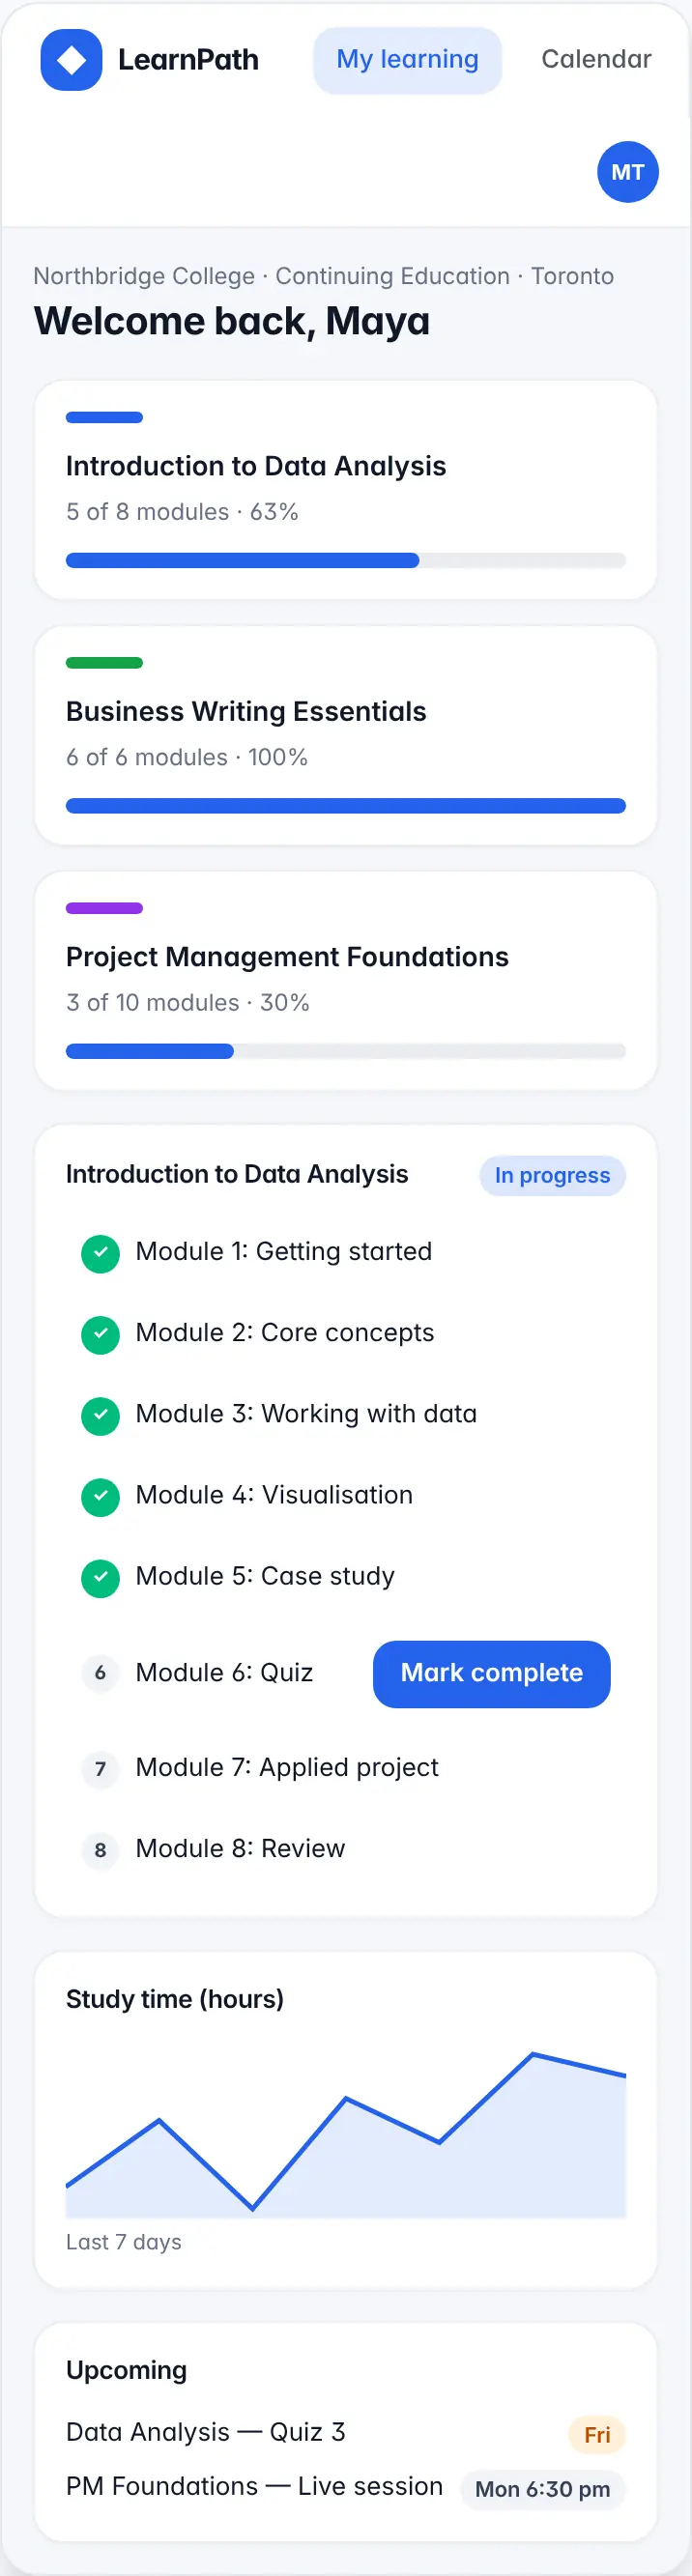 LearnPath
My learning
Calendar
MT
Northbridge College · Continuing Education · Toronto
Welcome back, Maya
Introduction to Data Analysis
5 of 8 modules · 63%
Business Writing Essentials
6 of 6 modules · 100%
Project Management Foundations
3 of 10 modules · 30%
Introduction to Data Analysis
In progress
Module 1: Getting started
Module 2: Core concepts
Module 3: Working with data
Module 4: Visualisation
Module 5: Case study
6 Module 6: Quiz
Mark complete
7 Module 7: Applied project
8 Module 8: Review
Study time (hours)
Last 7 days
Upcoming
Data Analysis — Quiz 3
Fri
PM Foundations — Live session
Mon 6:30 pm